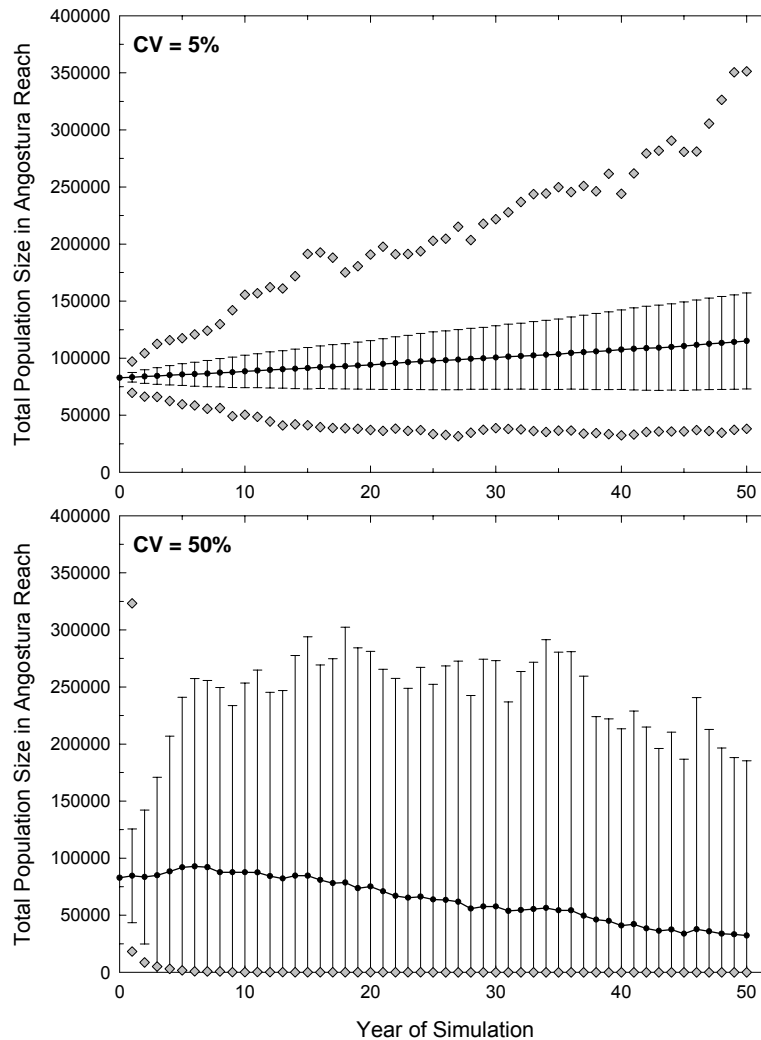 400000
CV = 5%
350000
300000
250000
200000
150000
100000
50000
0
Total Population Size in Angostura Reach
0 10 20 30 40 50
400000
CV = 50%
350000
300000
250000
200000
150000
100000
50000
0
Total Population Size in Angostura Reach
0 10 20 30 40 50
Year of Simulation